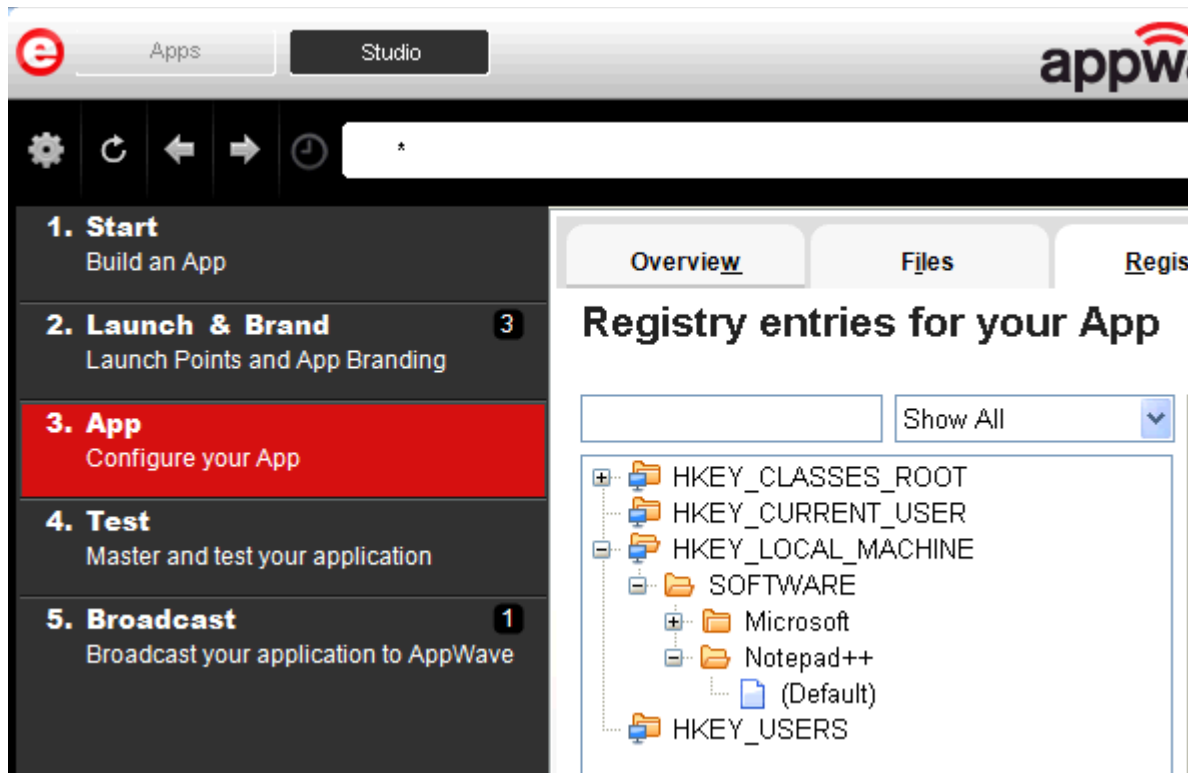 e
Apps
Studio
appwa
*
1. Start
Build an App
2. Launch & Brand 3
Launch Points and App Branding
3. App
Configure your App
4. Test
Master and test your application
5. Broadcast 1
Broadcast your application to AppWave
Overview
Files
Regis
Registry entries for your App
Show All
HKEY_CLASSES_ROOT
HKEY_CURRENT_USER
HKEY_LOCAL_MACHINE
SOFTWARE
Microsoft
Notepad++
(Default)
HKEY_USERS